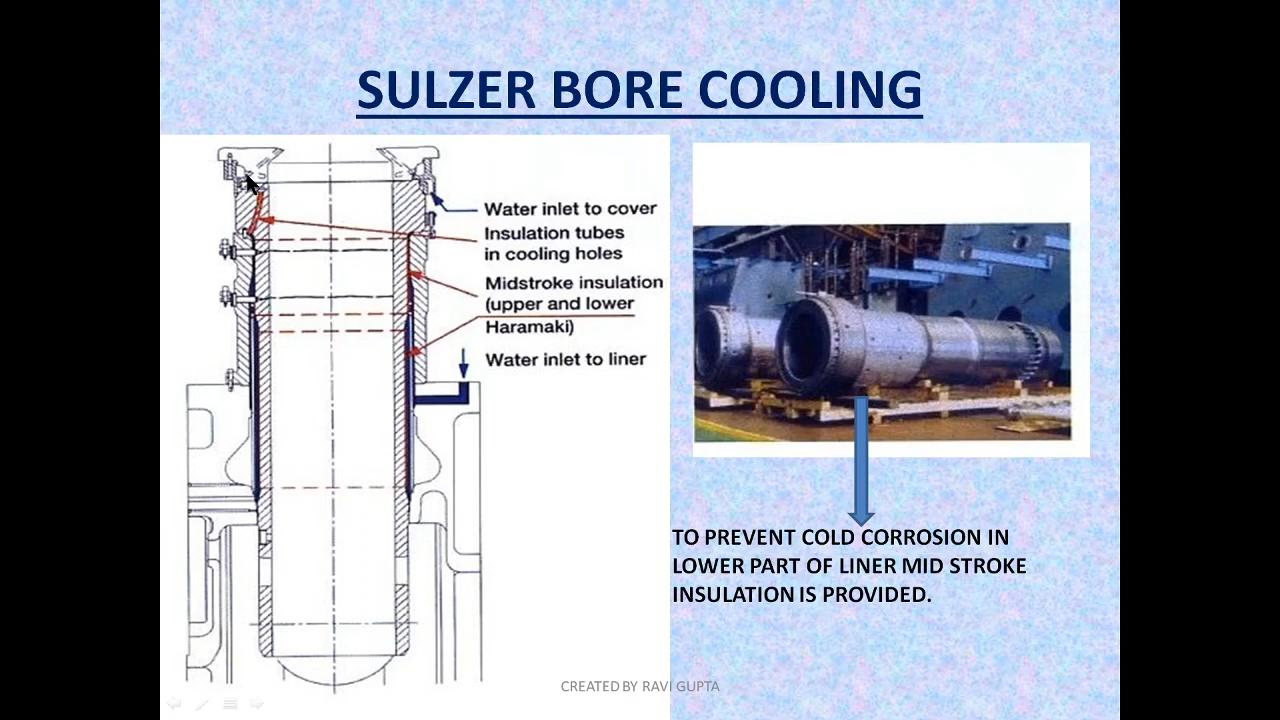 SULZER BORE COOLING
Water inlet to cover
Insulation tubes
in cooling holes
Midstroke insulation
(upper and lower
Haramaki)
Water inlet to liner
TO PREVENT COLD CORROSION IN
LOWER PART OF LINER MID STROKE
INSULATION IS PROVIDED.
CREATED BY RAVI GUPTA